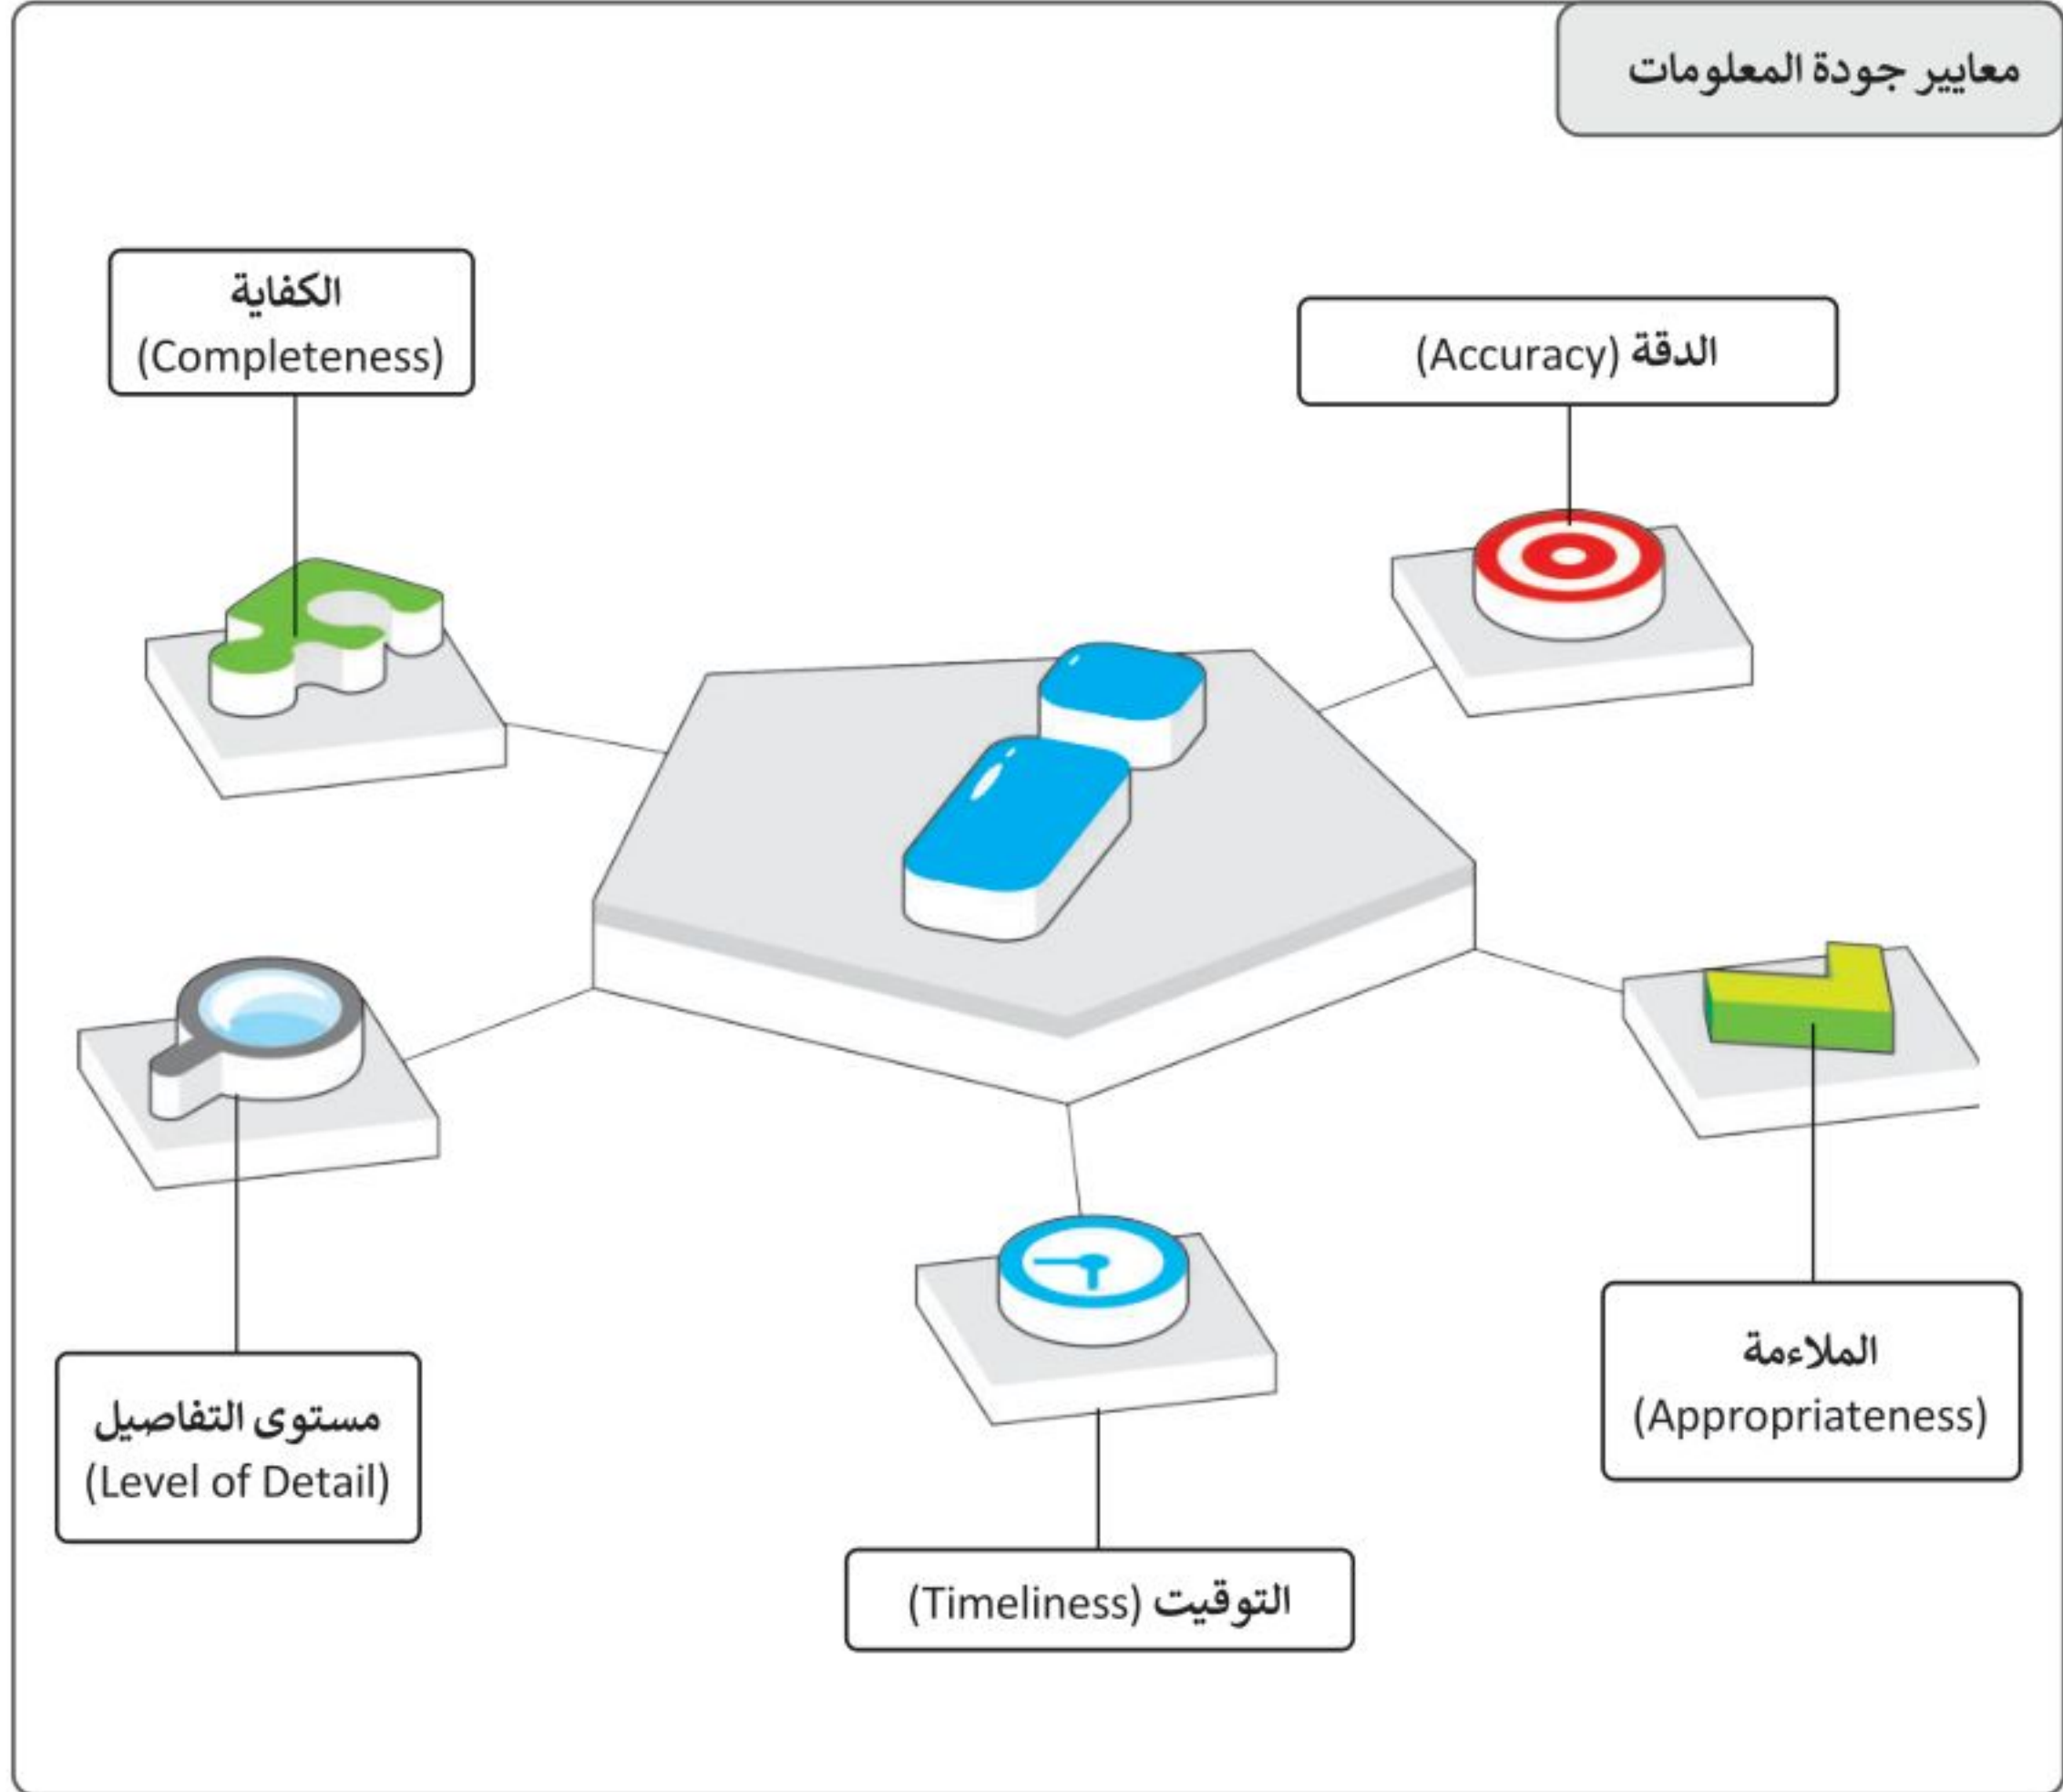 معايير جودة المعلومات
الدقة (Accuracy)
الكفاية
(Completeness)
الملاءمة
(Appropriateness)
التوقيت (Timeliness)
مستوى التفاصيل
(Level of Detail)